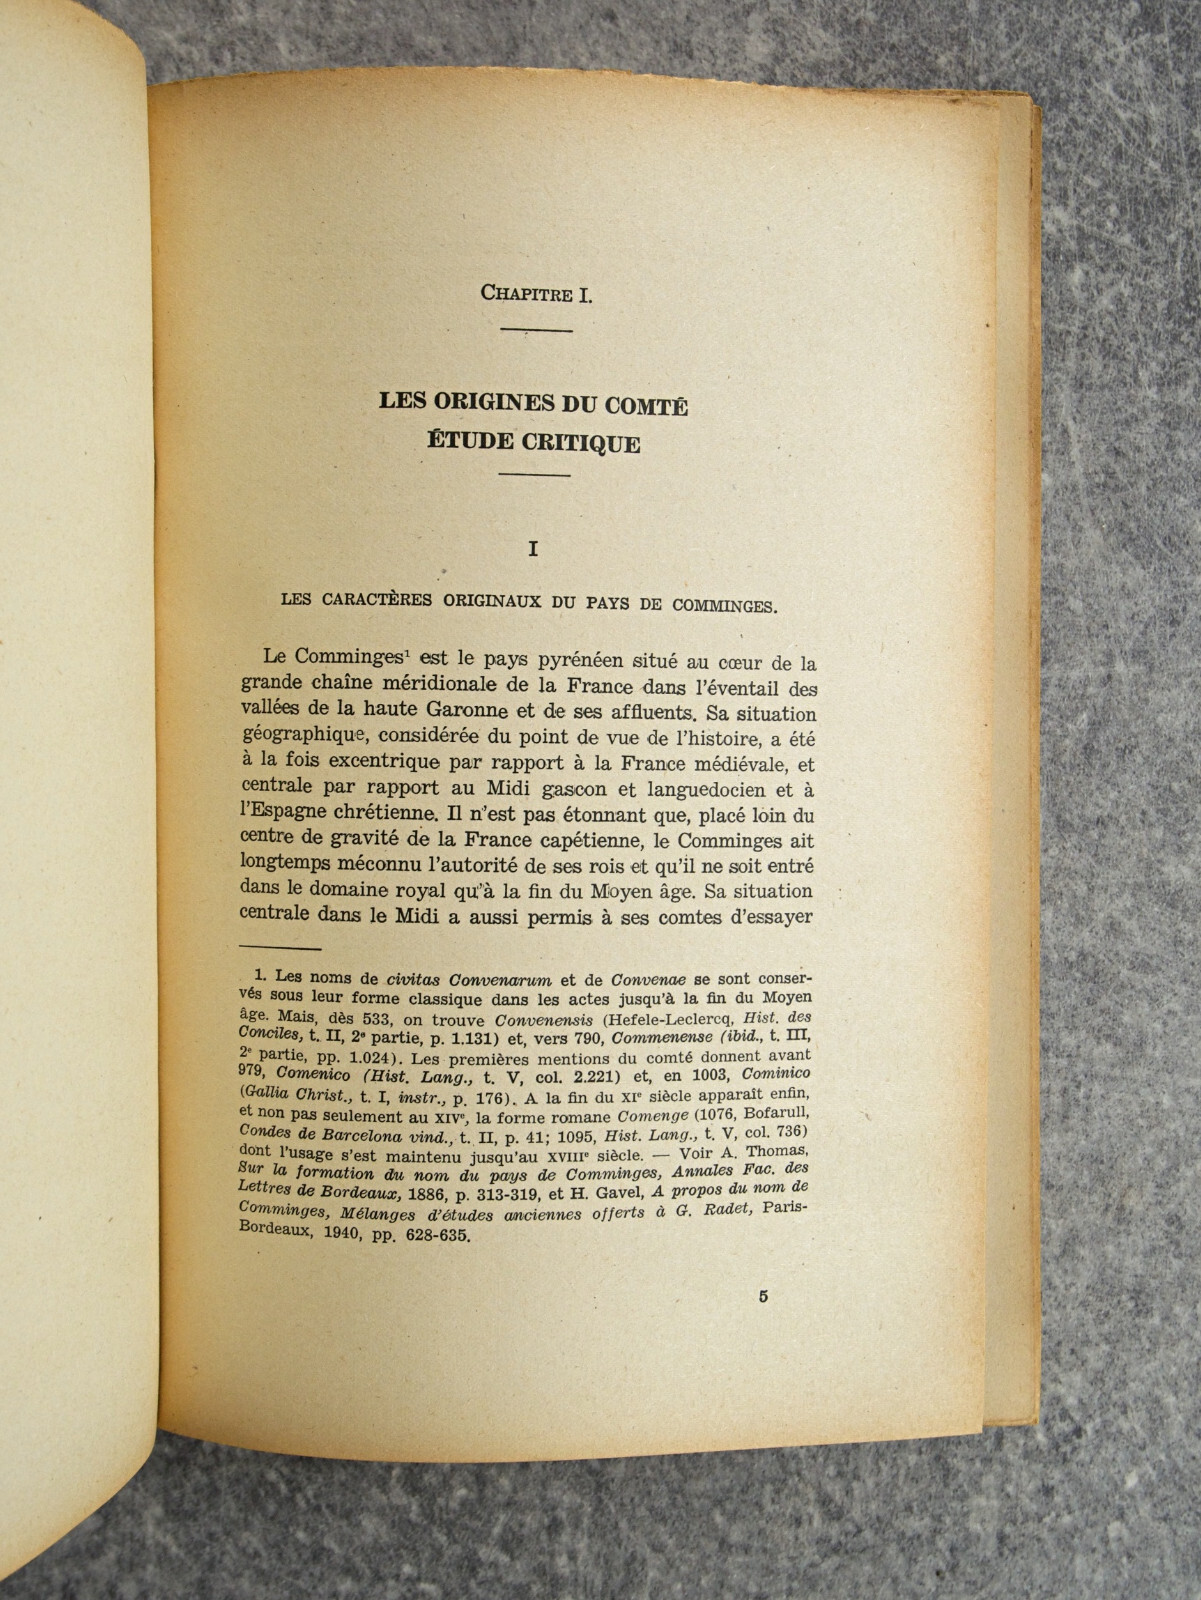 CHAPITRE I.
LES ORIGINES DU COMTÉ
ÉTUDE CRITIQUE
I
LES CARACTÈRES ORIGINAUX DU PAYS DE COMMINGES.
Le Comminges¹ est le pays pyrénéen situé au cœur de la
grande chaîne méridionale de la France dans l'éventail des
vallées de la haute Garonne et de ses affluents. Sa situation
géographique, considérée du point de vue de l'histoire, a été
à la fois excentrique par rapport à la France médiévale, et
centrale par rapport au Midi gascon et languedocien et à
l'Espagne chrétienne. Il n'est pas étonnant que, placé loin du
centre de gravité de la France capétienne, le Comminges ait
longtemps méconnu l'autorité de ses rois et qu'il ne soit entré
dans le domaine royal qu'à la fin du Moyen âge. Sa situation
centrale dans le Midi a aussi permis à ses comtes d'essayer
1. Les noms de civitas Convenarum et de Convenae se sont conser-
vés sous leur forme classique dans les actes jusqu'à la fin du Moyen
âge. Mais, dès 533, on trouve Convenensis (Hefele-Leclercq, Hist. des
Conciles, t. II, 2ᵉ partie, p. 1.131) et, vers 790, Commenense (ibid., t. III,
2ᵉ partie, pp. 1.024). Les premières mentions du comté donnent avant
979, Comenico (Hist. Lang., t. V, col. 2.221) et, en 1003, Cominico
(Gallia Christ., t. I, instr., p. 176). A la fin du XIᵉ siècle apparaît enfin,
et non pas seulement au XIVᵉ, la forme romane Comenge (1076, Bofarull,
Condes de Barcelona vind., t. II, p. 41; 1095, Hist. Lang., t. V, col. 736)
dont l'usage s'est maintenu jusqu'au XVIIIᵉ siècle. — Voir A. Thomas,
Sur la formation du nom du pays de Comminges, Annales Fac. des
Lettres de Bordeaux, 1886, p. 313-319, et H. Gavel, A propos du nom de
Comminges, Mélanges d'études anciennes offerts à G. Radet, Paris-
Bordeaux, 1940, pp. 628-635.
5